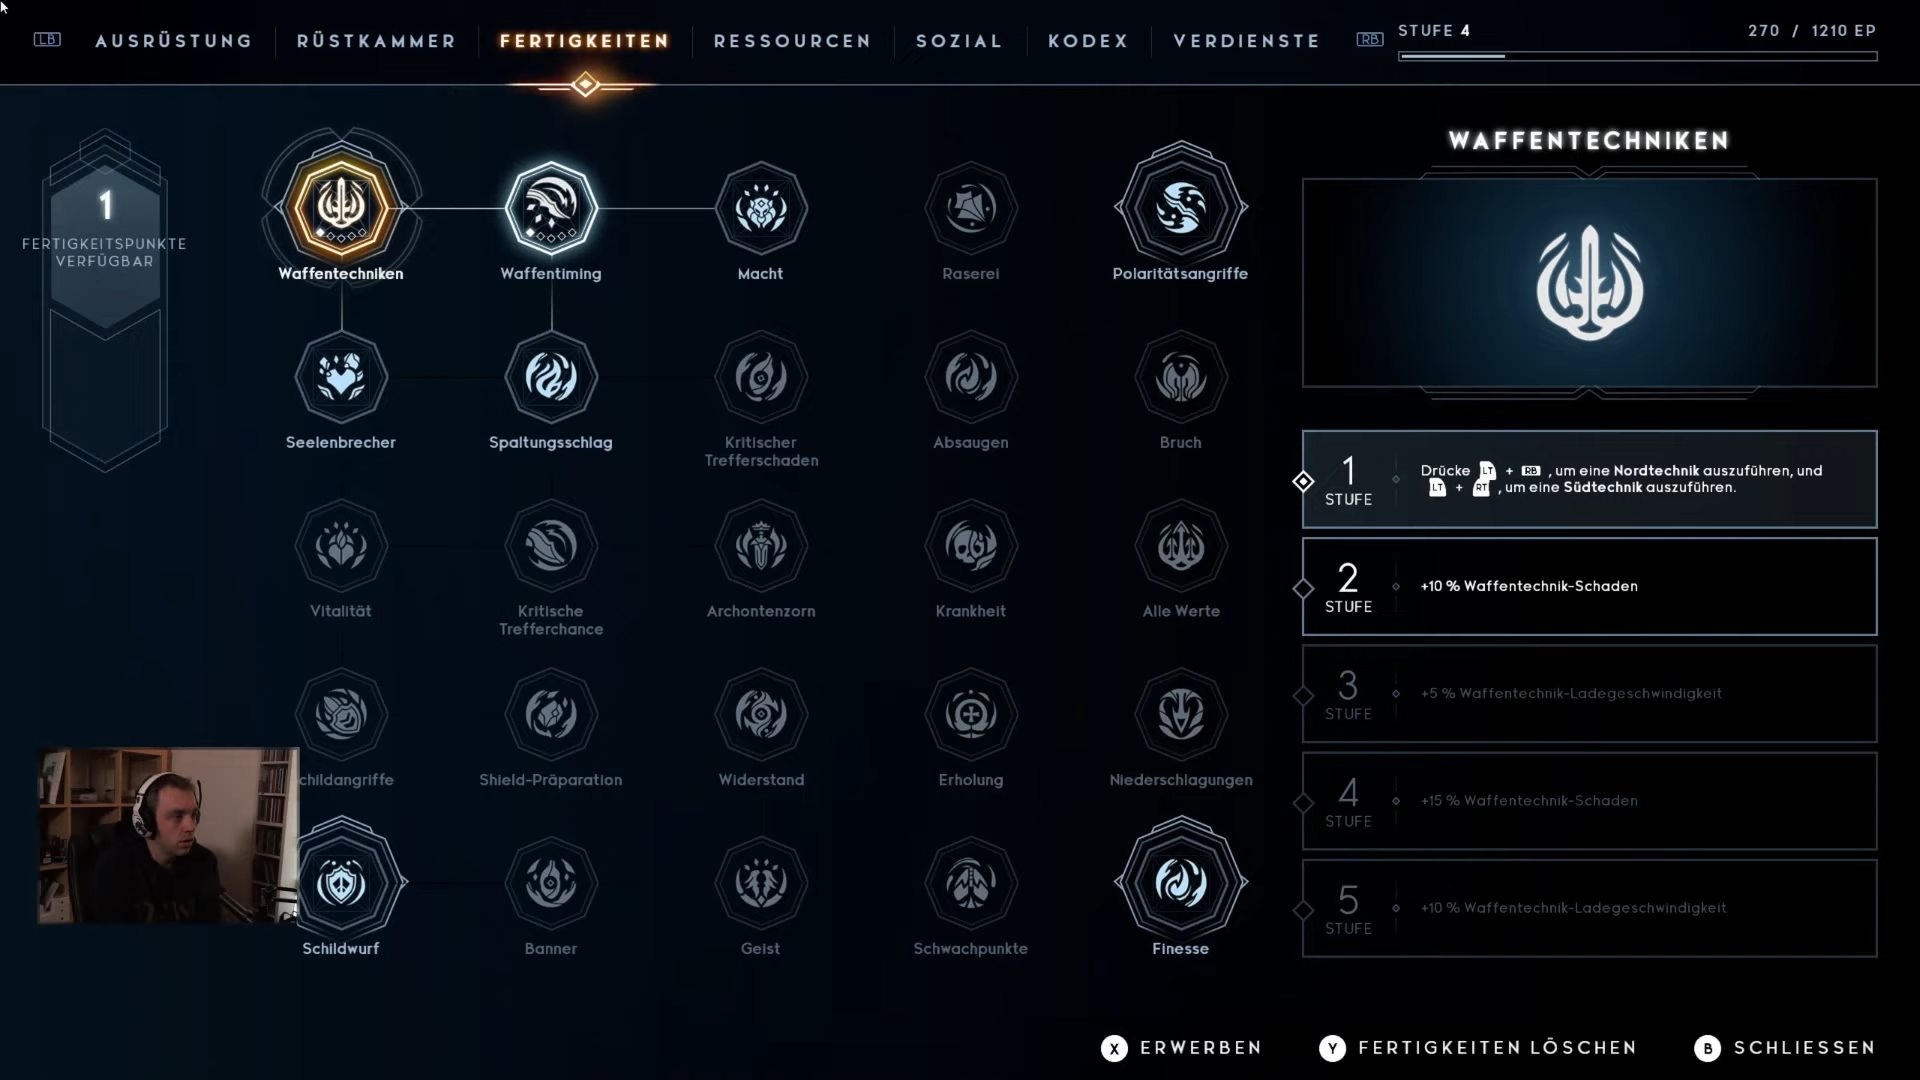 LB AUSRÜSTUNG RÜSTKAMMER FERTIGKEITEN RESSOURCEN SOZIAL KODEX VERDIENSTE RB
STUFE 4 270 / 1210 EP
1
FERTIGKEITSPUNKTE
VERFÜGBAR
Waffentechniken Waffentiming Macht Raserei Polaritätsangriffe
Seelenbrecher Spaltungsschlag Kritischer Absaugen Bruch
Trefferschaden
Vitalität Kritische Archontenzorn Krankheit Alle Werte
Trefferchance
childangriffe Shield-Präparation Widerstand Erholung Niederschlagungen
Schildwurf Banner Geist Schwachpunkte Finesse
WAFFENTECHNIKEN
1
STUFE
Drücke LT + RB , um eine Nordtechnik auszuführen, und
LT + RT , um eine Südtechnik auszuführen.
2
STUFE
+10 % Waffentechnik-Schaden
3
STUFE
+5 % Waffentechnik-Ladegeschwindigkeit
4
STUFE
+15 % Waffentechnik-Schaden
5
STUFE
+10 % Waffentechnik-Ladegeschwindigkeit
X ERWERBEN Y FERTIGKEITEN LÖSCHEN B SCHLIESSEN